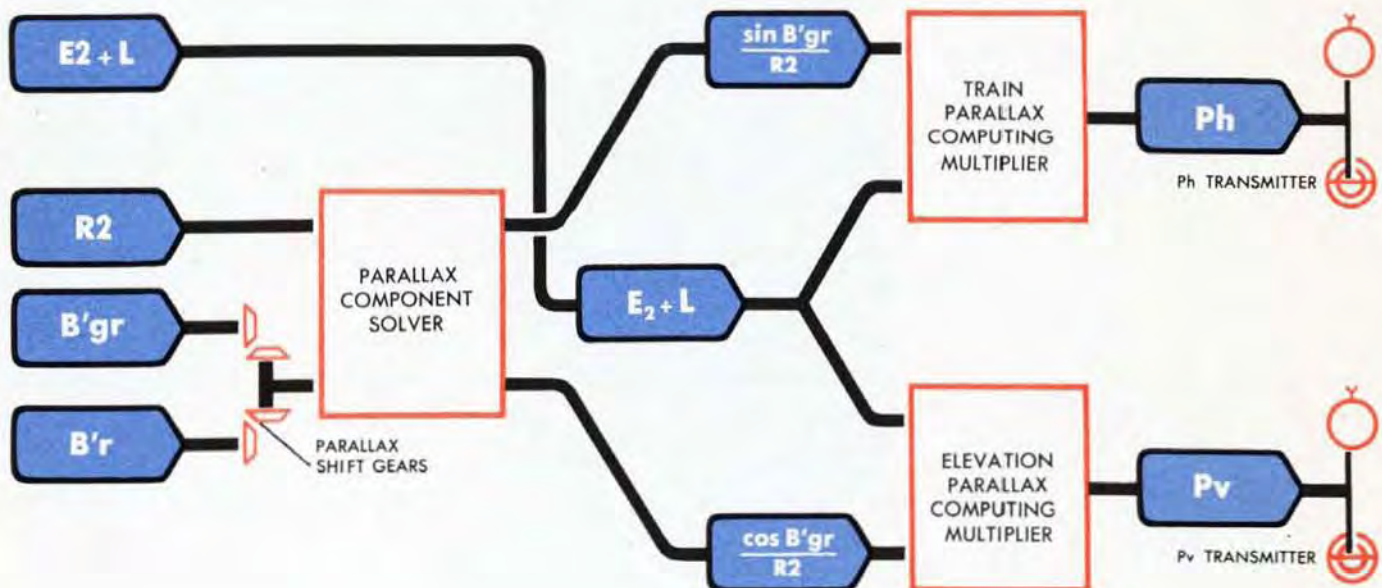 E2 + L
R2
B'gr
B'r
PARALLAX
SHIFT GEARS
PARALLAX
COMPONENT
SOLVER
sin B'gr
R2
E₂ + L
cos B'gr
R2
TRAIN
PARALLAX
COMPUTING
MULTIPLIER
Ph
Ph TRANSMITTER
ELEVATION
PARALLAX
COMPUTING
MULTIPLIER
Pv
Pv TRANSMITTER